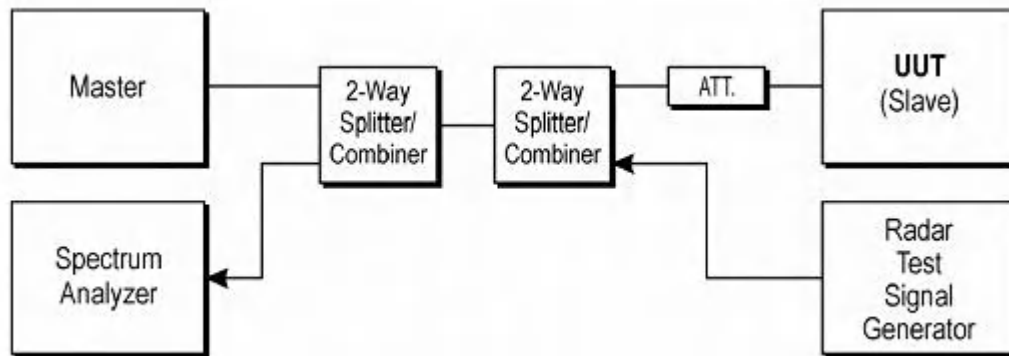 Master
2-Way
Splitter/
Combiner
2-Way
Splitter/
Combiner
ATT.
UUT
(Slave)
Spectrum
Analyzer
Radar
Test
Signal
Generator